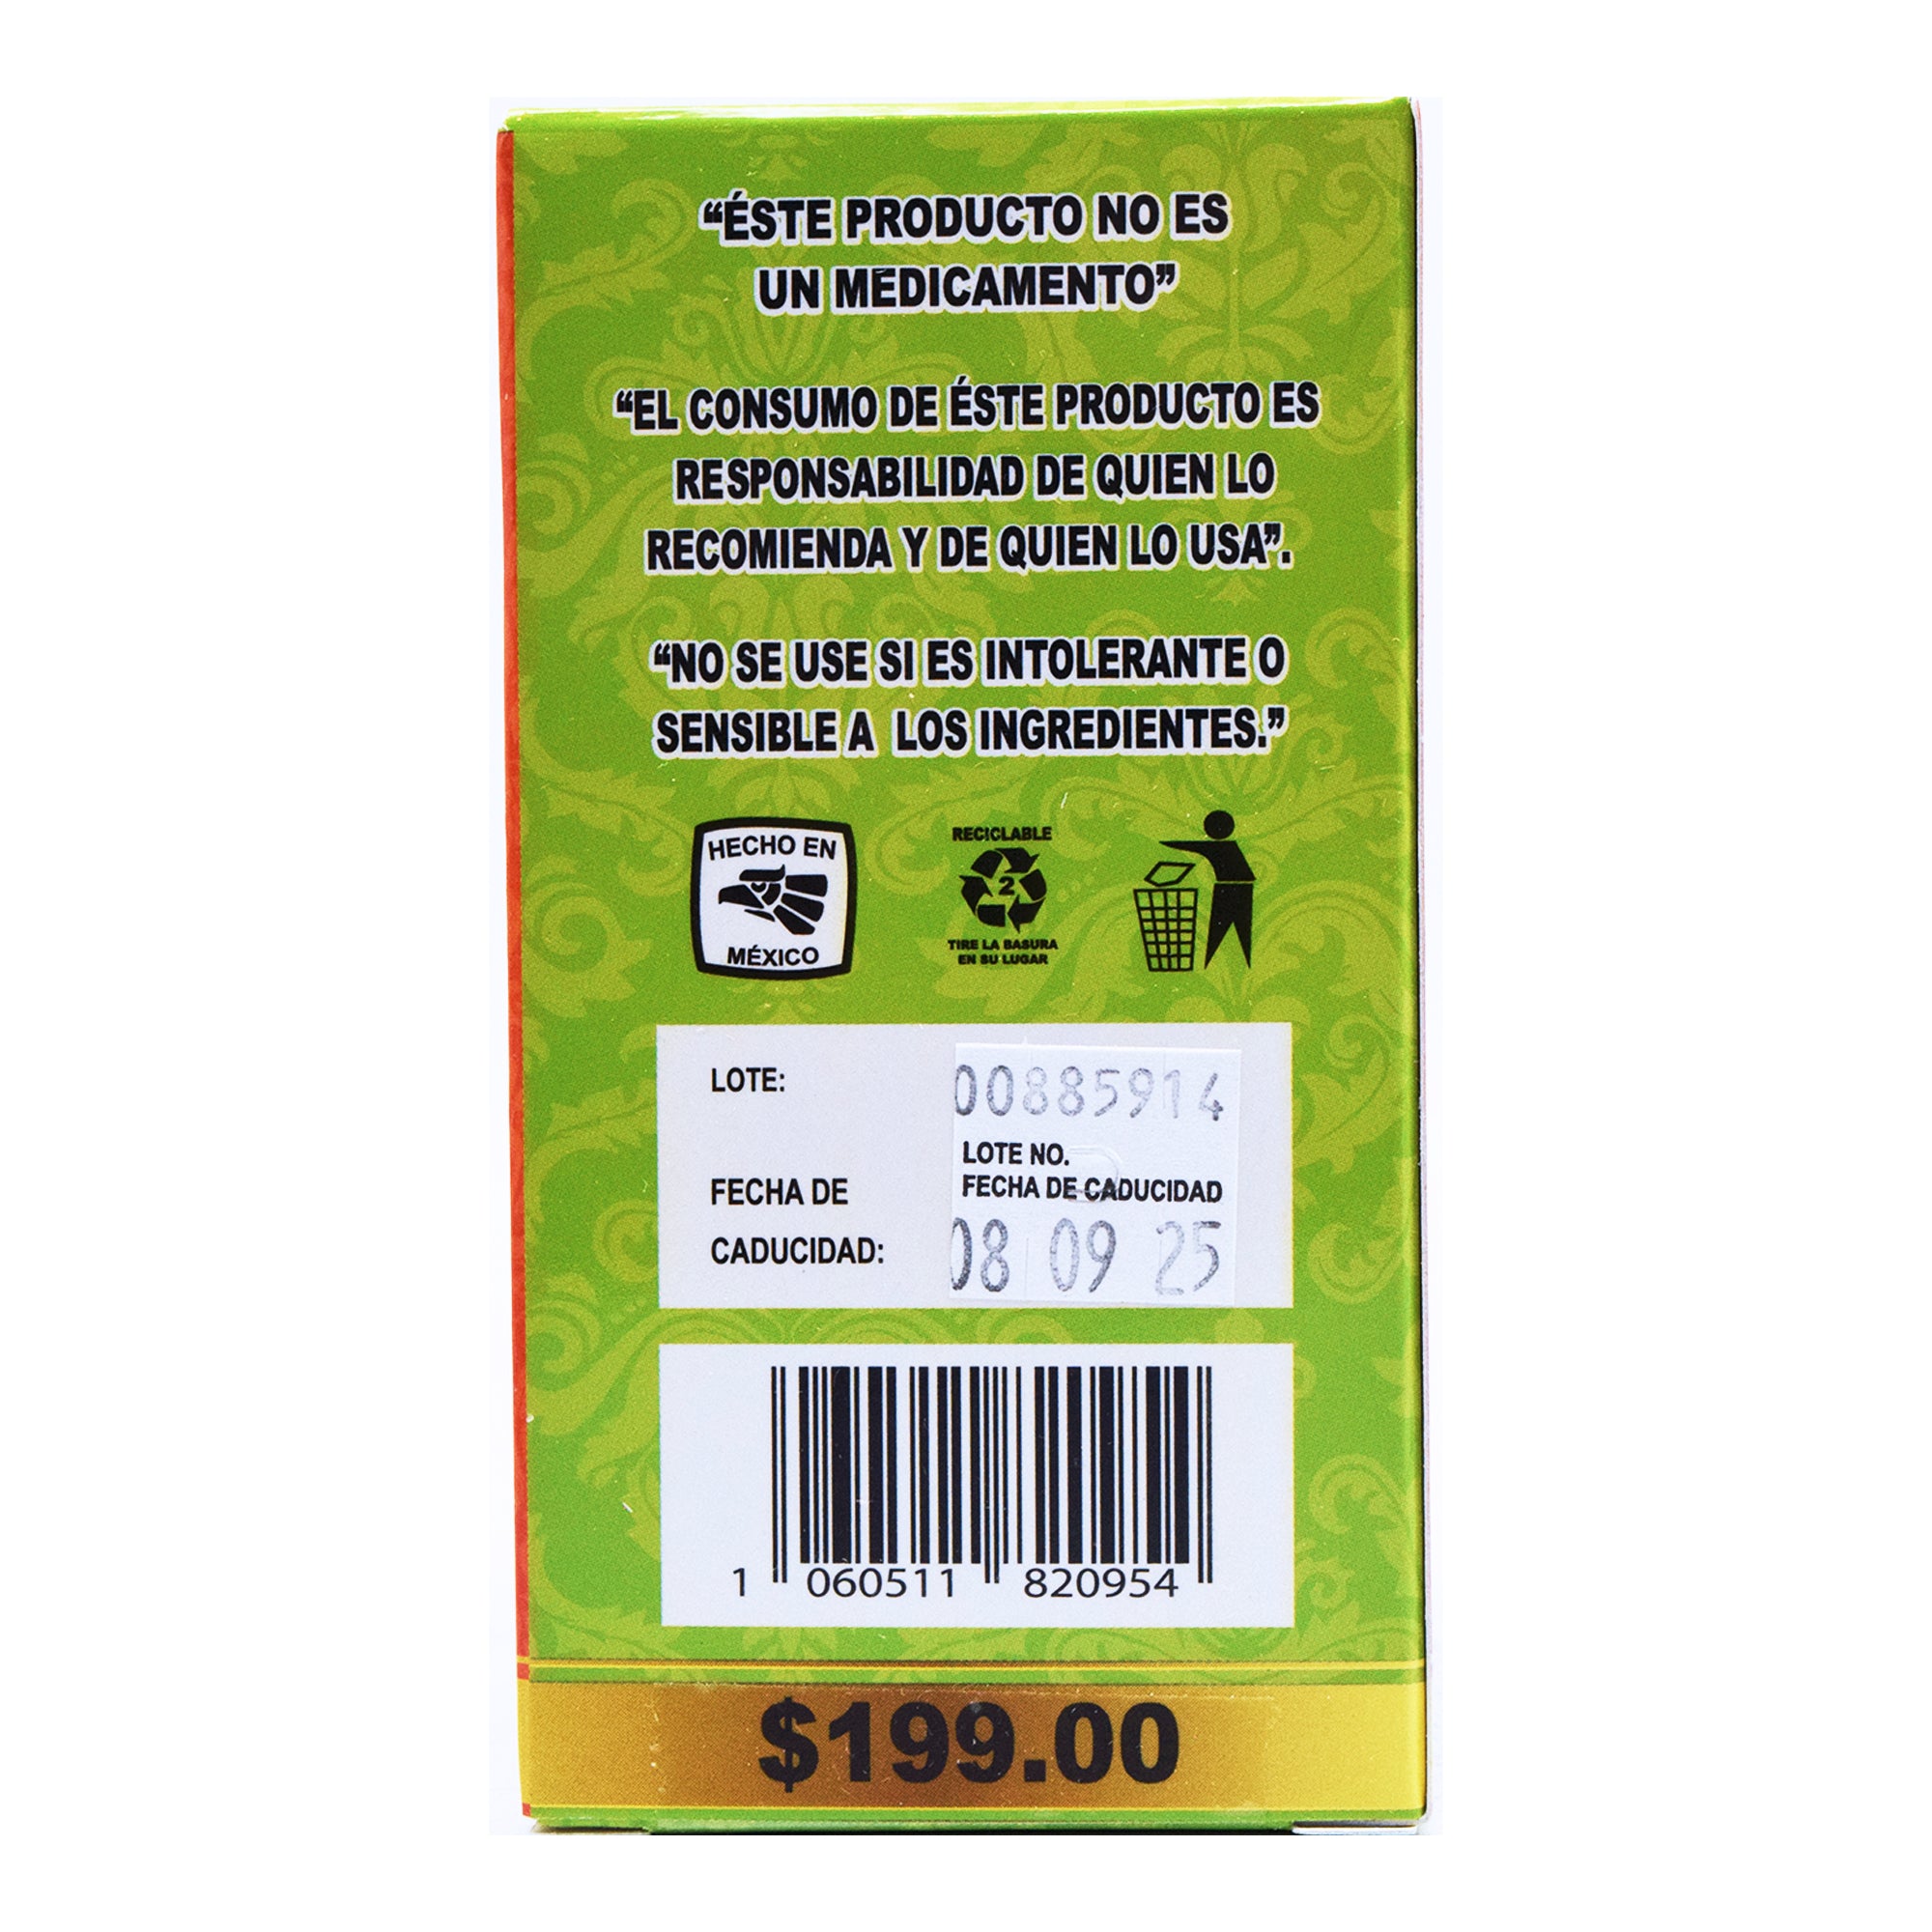 “ÉSTE PRODUCTO NO ES
UN MEDICAMENTO”
“EL CONSUMO DE ÉSTE PRODUCTO ES
RESPONSABILIDAD DE QUIEN LO
RECOMIENDA Y DE QUIEN LO USA”.
“NO SE USE SI ES INTOLERANTE O
SENSIBLE A LOS INGREDIENTES.”
HECHO EN
MÉXICO
RECICLABLE
2
TIRE LA BASURA
EN SU LUGAR
LOTE:
00885914
LOTE NO.
FECHA DE CADUCIDAD
FECHA DE
CADUCIDAD:
08 09 25
1 060511 820954
$199.00